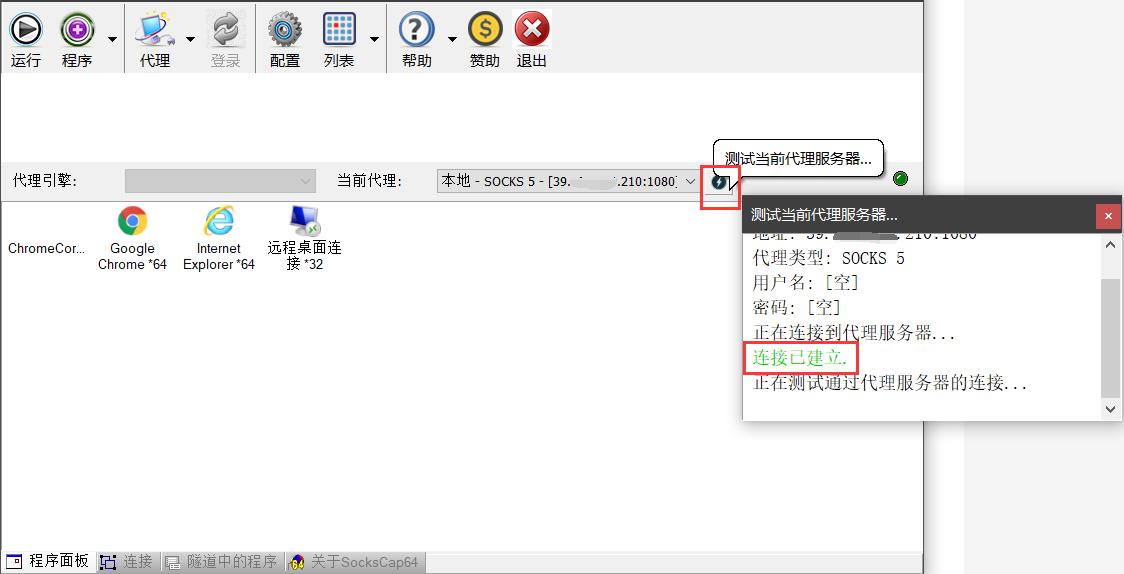 运行 程序 代理 登录 配置 列表 帮助 赞助 退出
测试当前代理服务器...
代理引擎: 当前代理: 本地 - SOCKS 5 - [39. .210:1080]
测试当前代理服务器...
地址: 39. .210:1080
代理类型: SOCKS 5
用户名: [空]
密码: [空]
正在连接到代理服务器...
连接已建立.
正在测试通过代理服务器的连接...
ChromeCor...
Google
Chrome *64
Internet
Explorer *64
远程桌面连
接 *32
程序面板 连接 隧道中的程序 64 关于SocksCap64